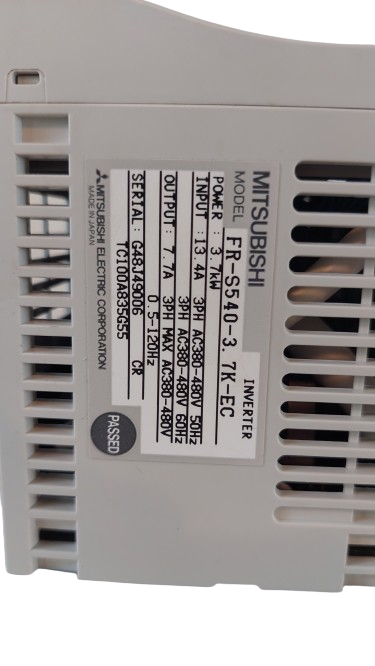 MITSUBISHI
INVERTER
MODEL FR-S540-3.7K-EC
POWER : 3.7kW
INPUT : 13.4A 3PH AC380-480V 50Hz
3PH AC380-480V 60Hz
OUTPUT : 7.7A 3PH MAX AC380-480V
0.5-120Hz
SERIAL : G48J49006 CR
TC100A835G55
MITSUBISHI ELECTRIC CORPORATION
MADE IN JAPAN
PASSED